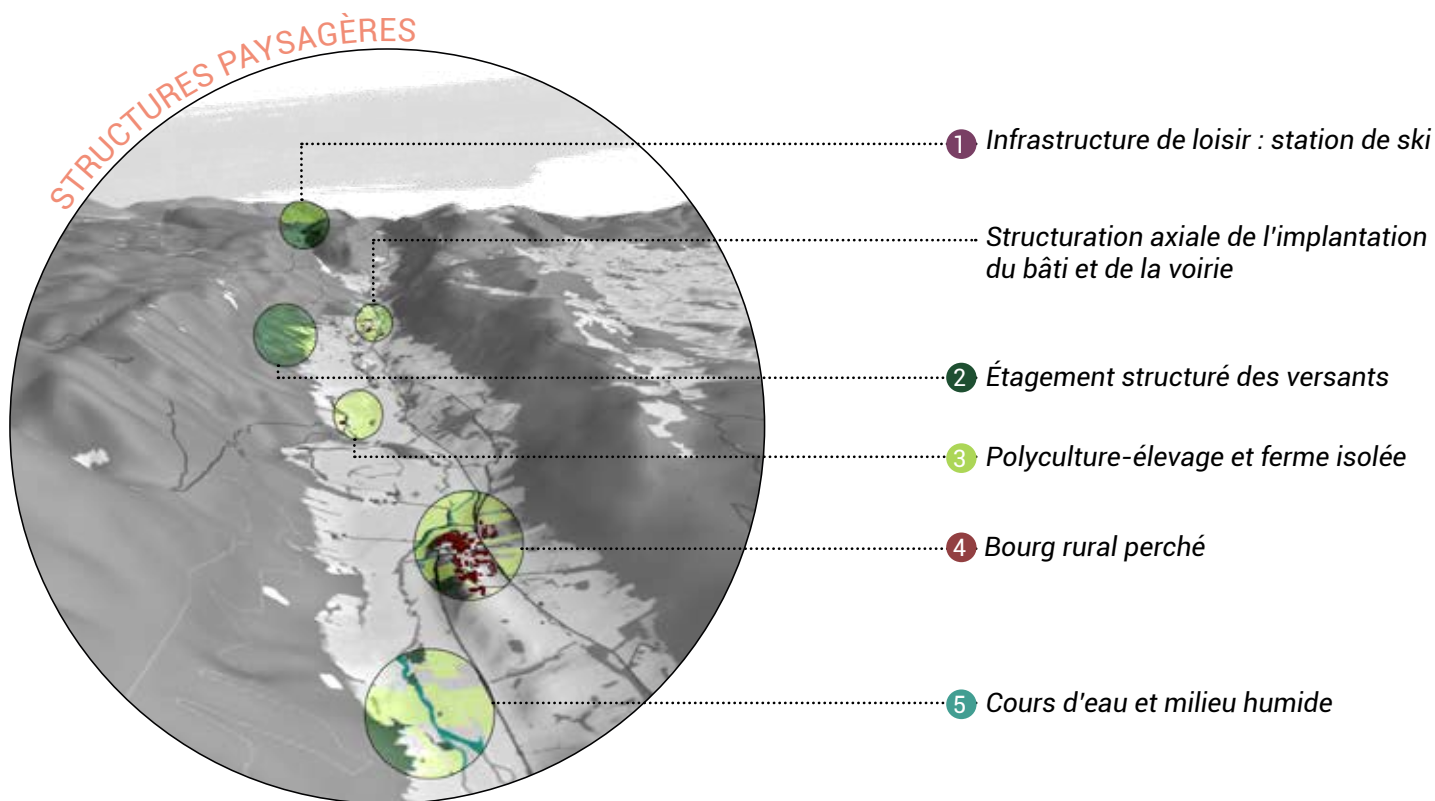 STRUCTURES PAYSAGÈRES
1 Infrastructure de loisir : station de ski
Structuration axiale de l'implantation
du bâti et de la voirie
2 Étagement structuré des versants
3 Polyculture-élevage et ferme isolée
4 Bourg rural perché
5 Cours d'eau et milieu humide